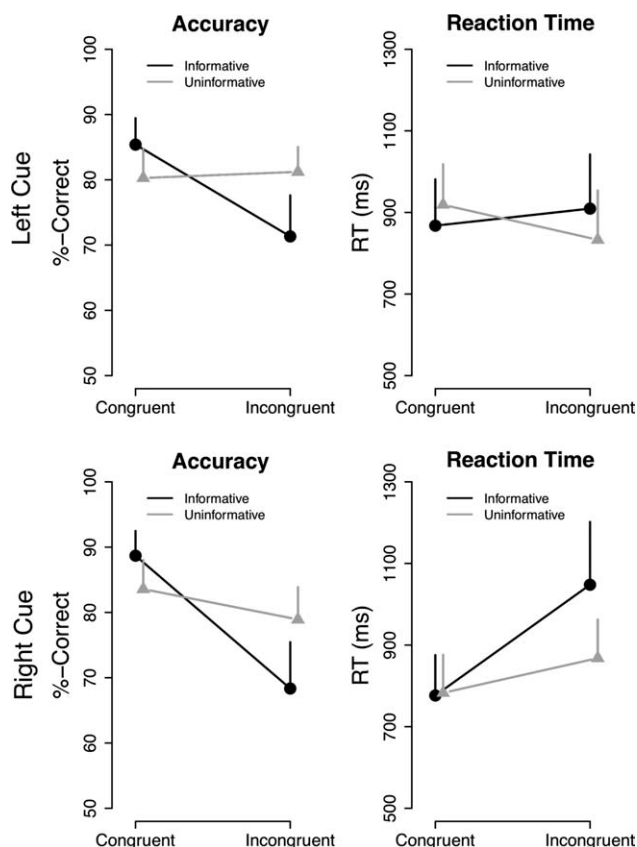 Accuracy
Reaction Time
Left Cue
%−Correct
100
90
80
70
60
50
Informative
Uninformative
Congruent
Incongruent
RT (ms)
1300
1100
900
700
500
Informative
Uninformative
Congruent
Incongruent
Accuracy
Reaction Time
Right Cue
%−Correct
100
90
80
70
60
50
Informative
Uninformative
Congruent
Incongruent
RT (ms)
1300
1100
900
700
500
Informative
Uninformative
Congruent
Incongruent